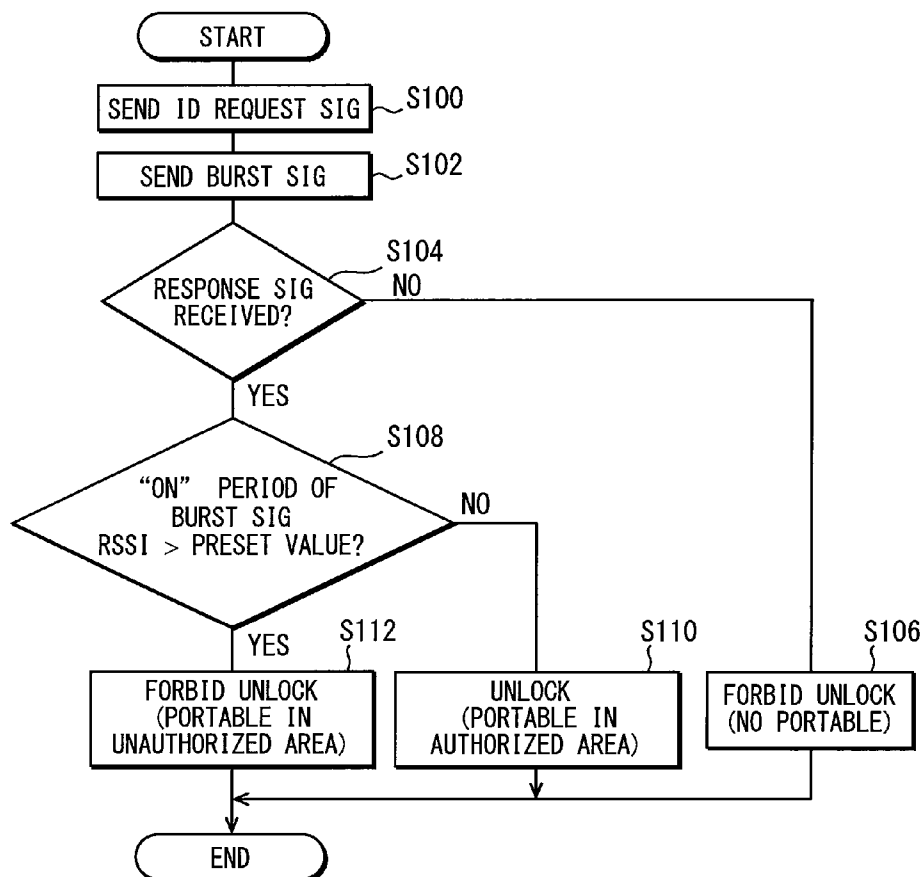 START
SEND ID REQUEST SIG
S100
SEND BURST SIG
S102
S104
RESPONSE SIG
RECEIVED?
NO
YES
S108
"ON" PERIOD OF
BURST SIG
RSSI > PRESET VALUE?
NO
YES
S112
FORBID UNLOCK
(PORTABLE IN
UNAUTHORIZED AREA)
S110
UNLOCK
(PORTABLE IN
AUTHORIZED AREA)
S106
FORBID UNLOCK
(NO PORTABLE)
END